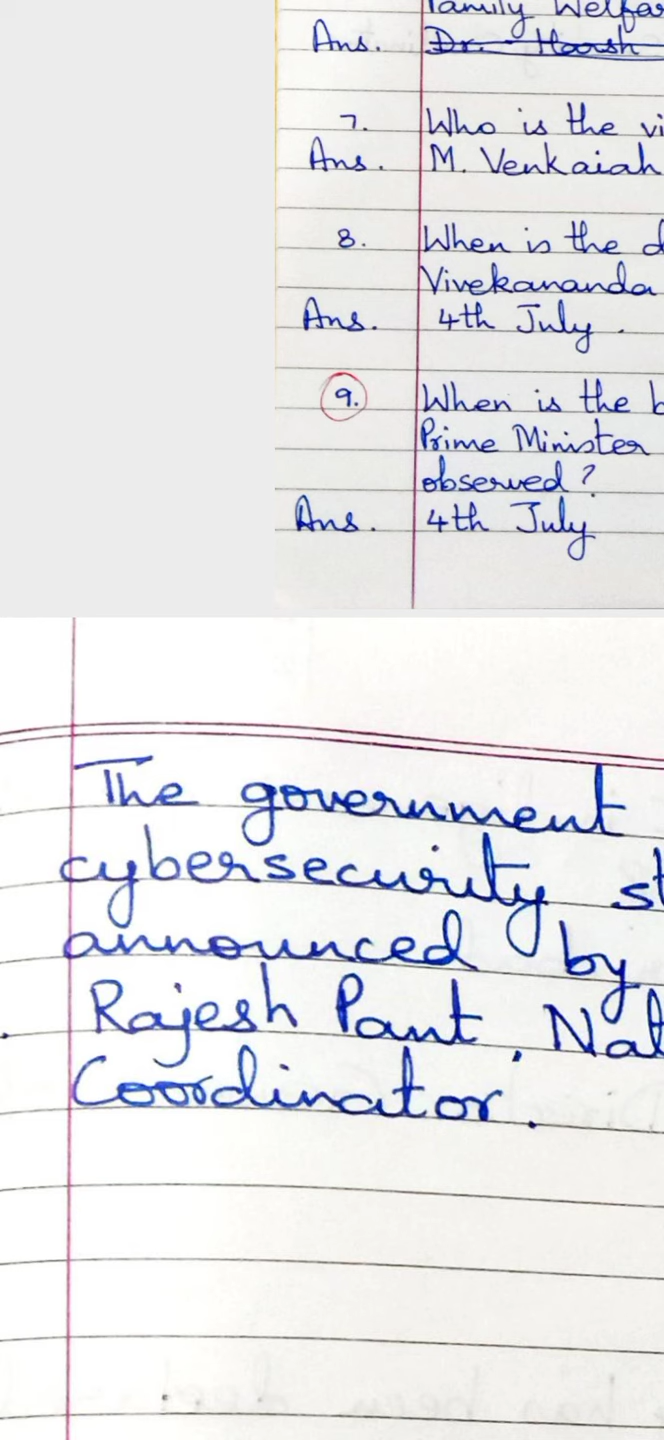 family Welfa
Ans. Dr. Harsh
7. Who is the vi
Ans. M. Venkaiah
8. When is the d
Vivekananda
Ans. 4th July.
9. When is the b
Prime Minister
observed?
Ans. 4th July
The government
cybersecurity st
announced by
Rajesh Pant, Nat
Coordinator.